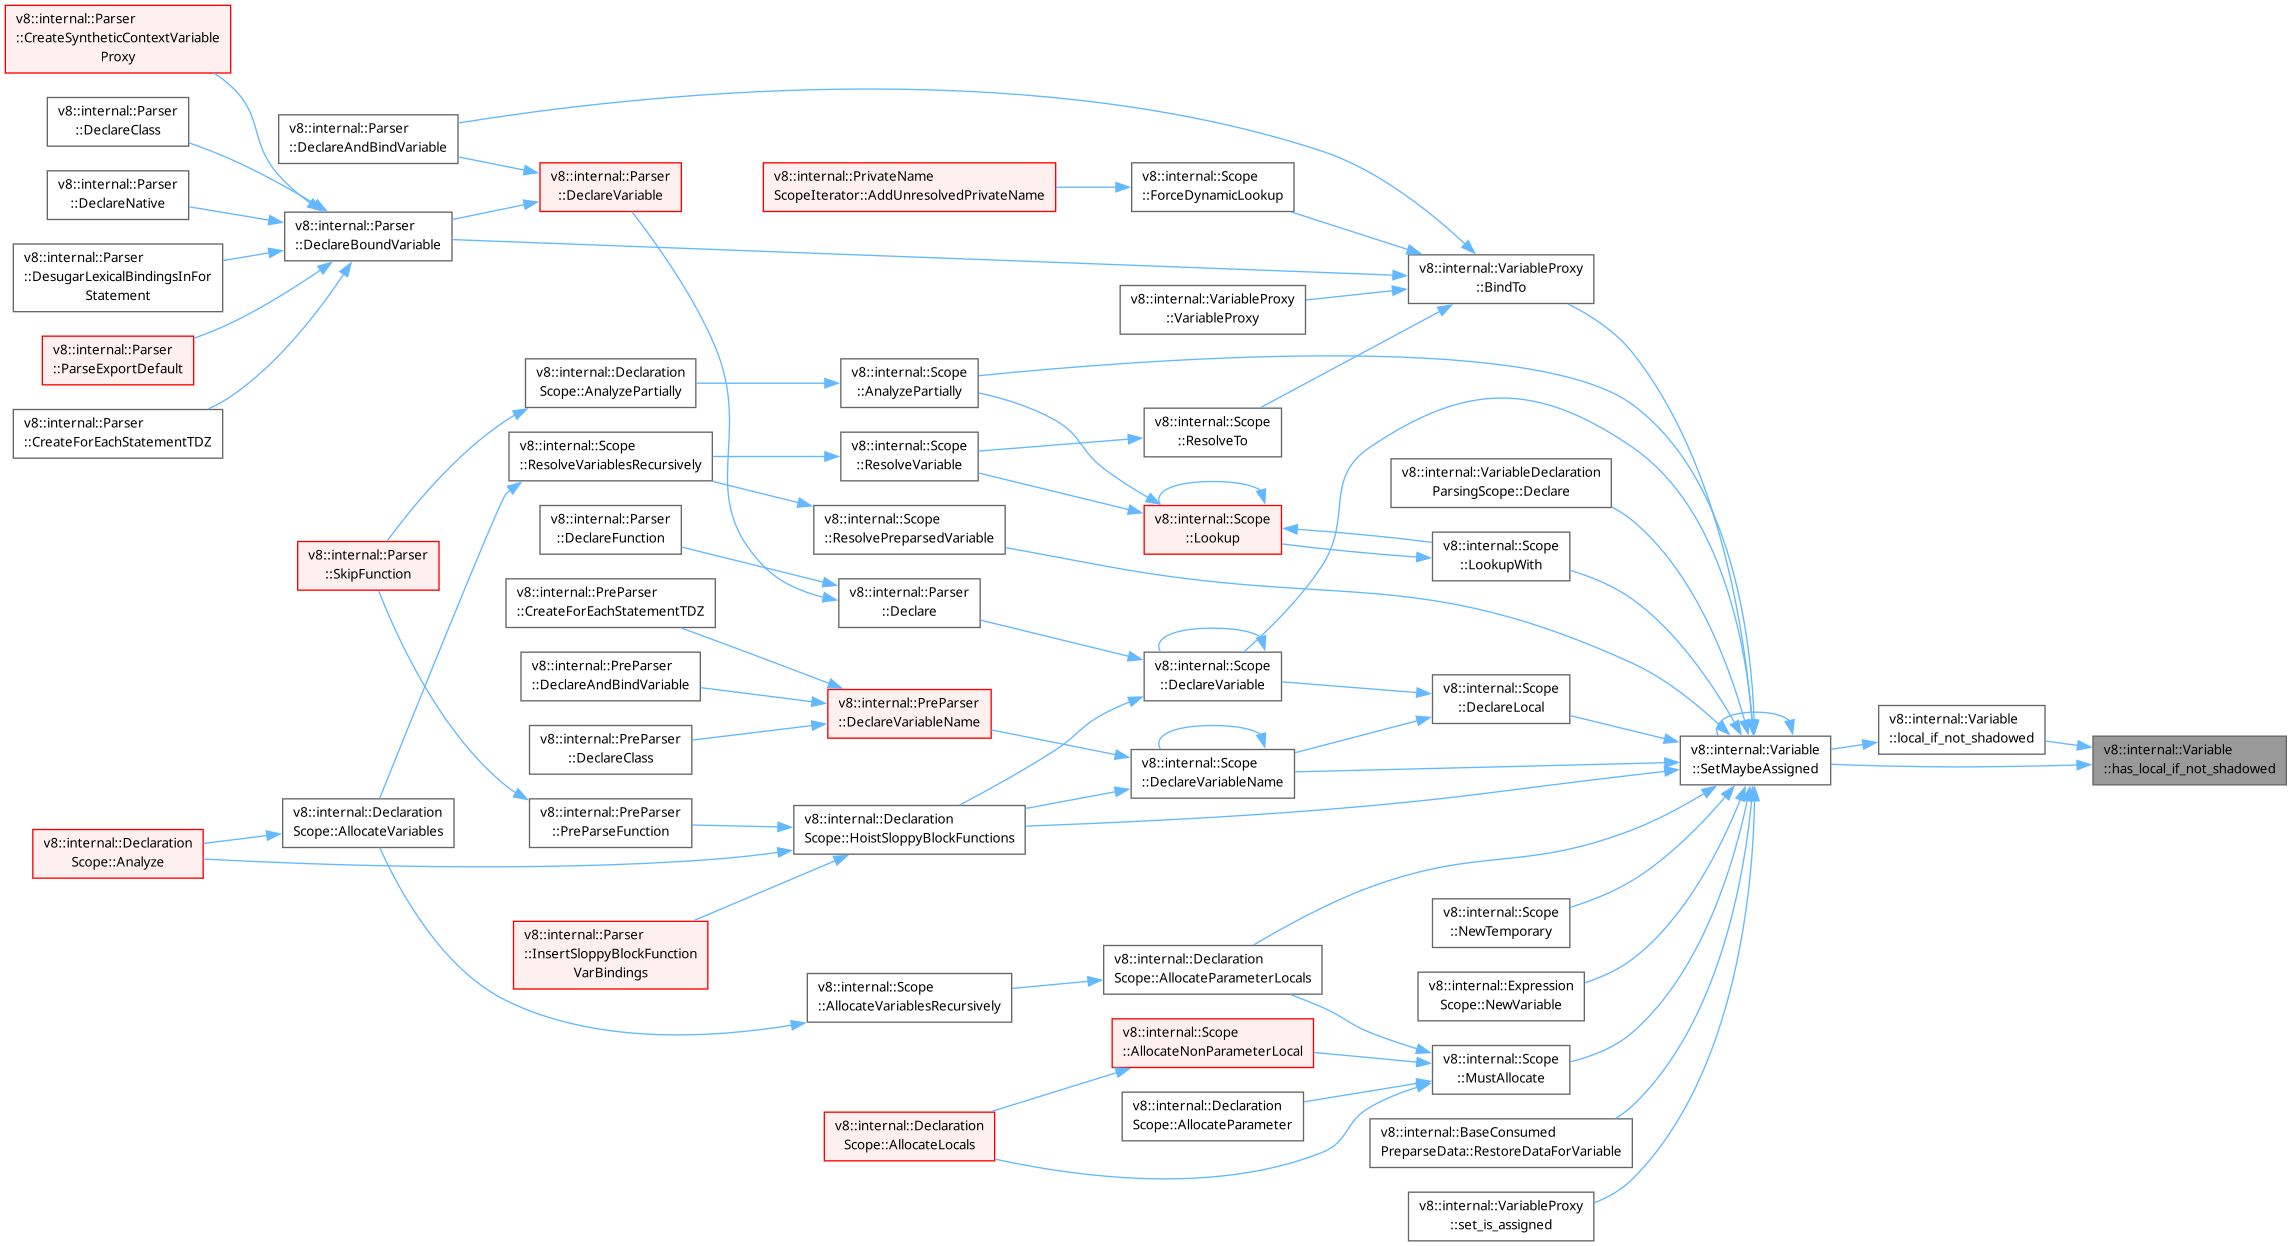 v8::internal::Parser
::CreateSyntheticContextVariable
Proxy
v8::internal::Parser
::DeclareClass
v8::internal::Parser
::DeclareNative
v8::internal::Parser
::DesugarLexicalBindingsInFor
Statement
v8::internal::Parser
::ParseExportDefault
v8::internal::Parser
::CreateForEachStatementTDZ
v8::internal::Declaration
Scope::Analyze
v8::internal::Parser
::DeclareAndBindVariable
v8::internal::Parser
::DeclareBoundVariable
v8::internal::Parser
::SkipFunction
v8::internal::Declaration
Scope::AllocateVariables
v8::internal::Parser
::DeclareVariable
v8::internal::Declaration
Scope::AnalyzePartially
v8::internal::Scope
::ResolveVariablesRecursively
v8::internal::Parser
::DeclareFunction
v8::internal::PreParser
::CreateForEachStatementTDZ
v8::internal::PreParser
::DeclareAndBindVariable
v8::internal::PreParser
::DeclareClass
v8::internal::PreParser
::PreParseFunction
v8::internal::Parser
::InsertSloppyBlockFunction
VarBindings
v8::internal::PrivateName
ScopeIterator::AddUnresolvedPrivateName
v8::internal::Scope
::AnalyzePartially
v8::internal::Scope
::ResolveVariable
v8::internal::Scope
::ResolvePreparsedVariable
v8::internal::Parser
::Declare
v8::internal::PreParser
::DeclareVariableName
v8::internal::Declaration
Scope::HoistSloppyBlockFunctions
v8::internal::Scope
::AllocateVariablesRecursively
v8::internal::Declaration
Scope::AllocateLocals
v8::internal::Scope
::ForceDynamicLookup
v8::internal::VariableProxy
::VariableProxy
v8::internal::Scope
::ResolveTo
v8::internal::Scope
::Lookup
v8::internal::Scope
::DeclareVariable
v8::internal::Scope
::DeclareVariableName
v8::internal::Declaration
Scope::AllocateParameterLocals
v8::internal::Scope
::AllocateNonParameterLocal
v8::internal::Declaration
Scope::AllocateParameter
v8::internal::VariableProxy
::BindTo
v8::internal::VariableDeclaration
ParsingScope::Declare
v8::internal::Scope
::LookupWith
v8::internal::Scope
::DeclareLocal
v8::internal::Scope
::NewTemporary
v8::internal::Expression
Scope::NewVariable
v8::internal::Scope
::MustAllocate
v8::internal::BaseConsumed
PreparseData::RestoreDataForVariable
v8::internal::VariableProxy
::set_is_assigned
v8::internal::Variable
::SetMaybeAssigned
v8::internal::Variable
::local_if_not_shadowed
v8::internal::Variable
::has_local_if_not_shadowed